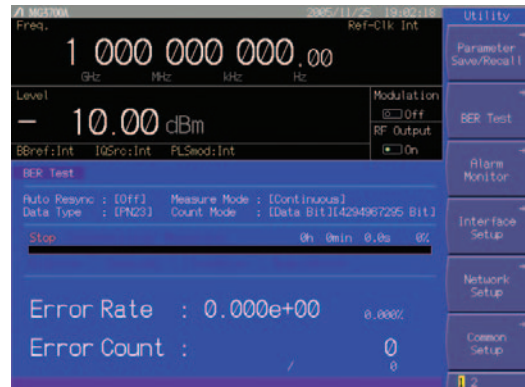 MG3700A 2005/11/25 19:02:18
Freq. Ref-Clk Int
1 000 000 000.00
GHz MHz kHz Hz
Level
- 10.00 dBm
Modulation
Off
RF Output
On
BBref:Int IQSrc:Int PLSmod:Int
BER Test
Auto Resync : [Off] Measure Mode : [Continuous]
Data Type : [PN23] Count Mode : [Data Bit][4294967295 Bit]
Stop 0h 0min 0.0s 0%
Error Rate : 0.000e+00 0.000%
Error Count : 0
/ 0
Utility
Parameter
Save/Recall
BER Test
Alarm
Monitor
Interface
Setup
Network
Setup
Common
Setup
1 2